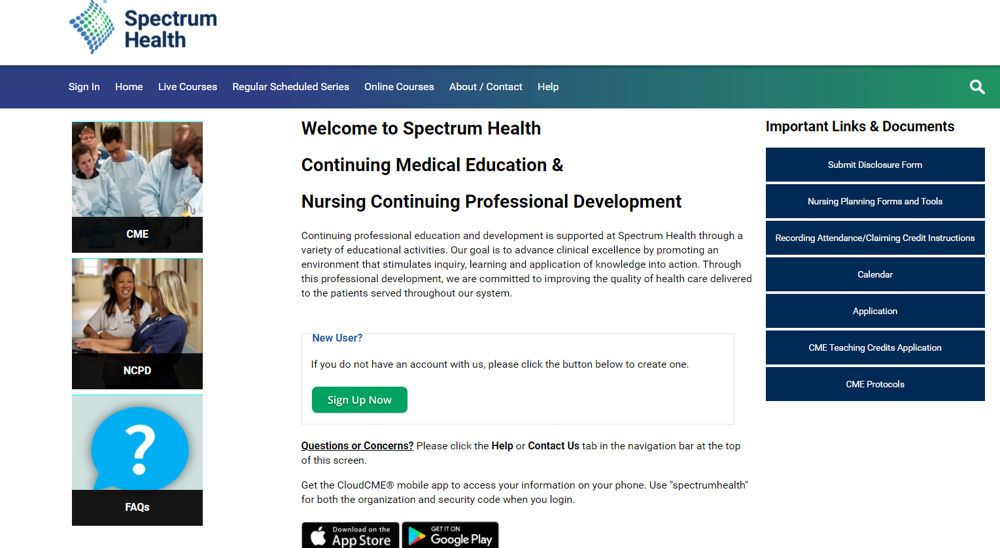 Spectrum
Health
Sign In Home Live Courses Regular Scheduled Series Online Courses About / Contact Help
CME
NCPD
?
FAQs
Welcome to Spectrum Health
Continuing Medical Education &
Nursing Continuing Professional Development
Continuing professional education and development is supported at Spectrum Health through a
variety of educational activities. Our goal is to advance clinical excellence by promoting an
environment that stimulates inquiry, learning and application of knowledge into action. Through
this professional development, we are committed to improving the quality of health care delivered
to the patients served throughout our system.
New User?
If you do not have an account with us, please click the button below to create one.
Sign Up Now
Questions or Concerns? Please click the Help or Contact Us tab in the navigation bar at the top
of this screen.
Get the CloudCME® mobile app to access your information on your phone. Use "spectrumhealth"
for both the organization and security code when you login.
Download on the
App Store
GET IT ON
Google Play
Important Links & Documents
Submit Disclosure Form
Nursing Planning Forms and Tools
Recording Attendance/Claiming Credit Instructions
Calendar
Application
CME Teaching Credits Application
CME Protocols